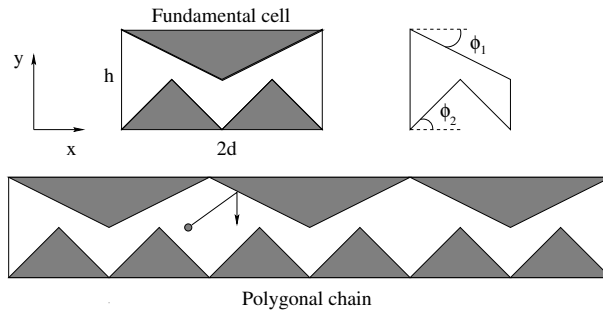 Fundamental cell
y
h
x
2d
ϕ1
ϕ2
Polygonal chain